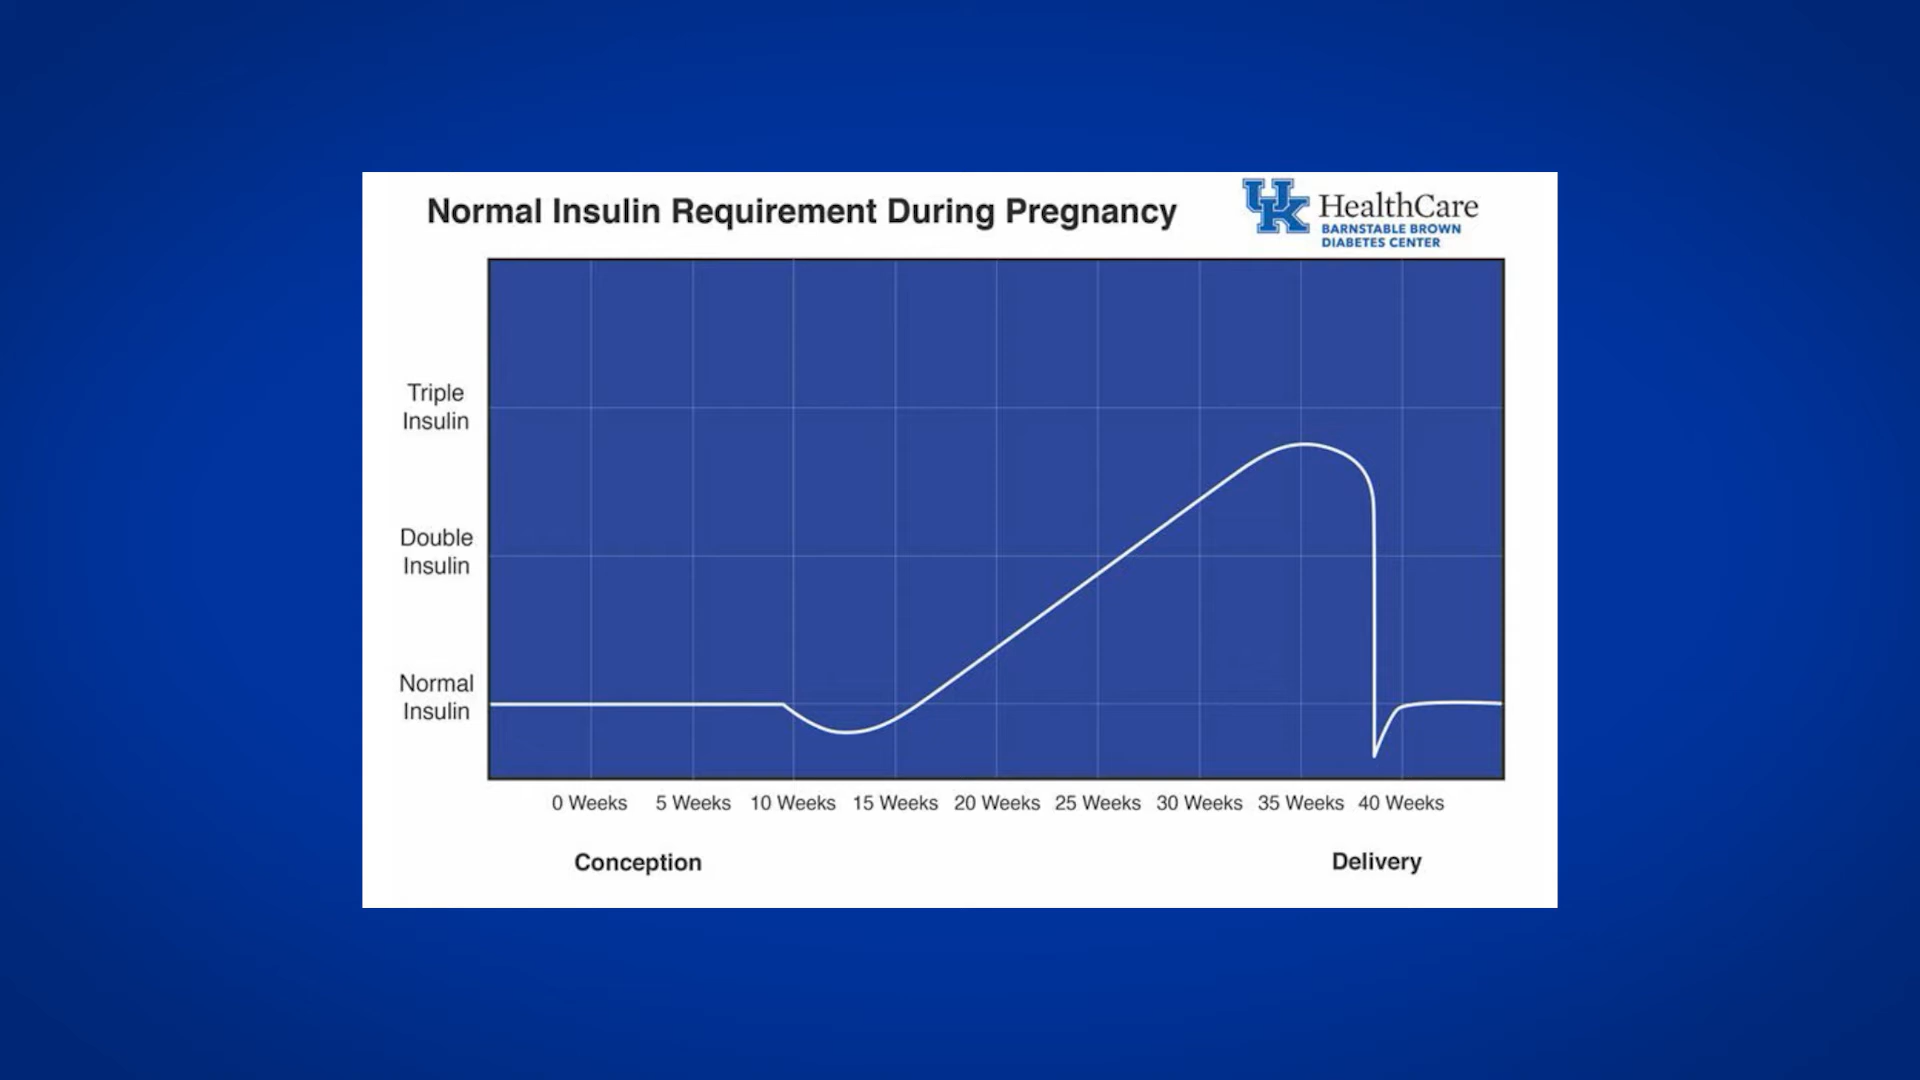 Normal Insulin Requirement During Pregnancy
UK HealthCare
BARNSTABLE BROWN
DIABETES CENTER
Triple
Insulin
Double
Insulin
Normal
Insulin
0 Weeks 5 Weeks 10 Weeks 15 Weeks 20 Weeks 25 Weeks 30 Weeks 35 Weeks 40 Weeks
Conception Delivery